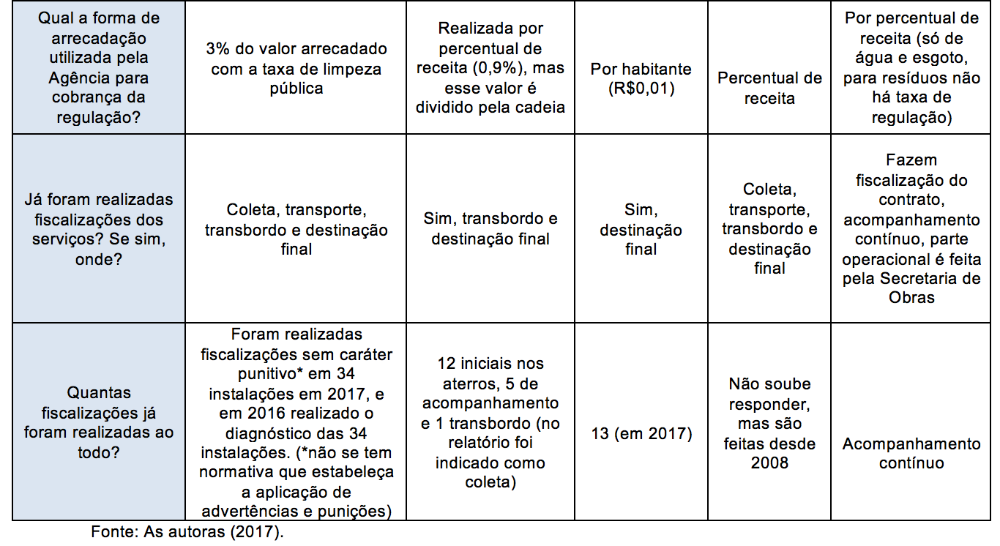 Qual a forma de
arrecadação
utilizada pela
Agência para
cobrança da
regulação?
3% do valor arrecadado
com a taxa de limpeza
pública
Realizada por
percentual de
receita (0,9%), mas
esse valor é
dividido pela cadeia
Por habitante
(R$0,01)
Percentual de
receita
Por percentual de
receita (só de
água e esgoto,
para resíduos não
há taxa de
regulação)
Já foram realizadas
fiscalizações dos
serviços? Se sim,
onde?
Coleta, transporte,
transbordo e destinação
final
Sim, transbordo e
destinação final
Sim,
destinação
final
Coleta,
transporte,
transbordo e
destinação
final
Fazem
fiscalização do
contrato,
acompanhamento
contínuo, parte
operacional é feita
pela Secretaria de
Obras
Quantas
fiscalizações já
foram realizadas ao
todo?
Foram realizadas
fiscalizações sem caráter
punitivo* em 34
instalações em 2017, e
em 2016 realizado o
diagnóstico das 34
instalações. (*não se tem
normativa que estabeleça
a aplicação de
advertências e punições)
12 iniciais nos
aterros, 5 de
acompanhamento
e 1 transbordo (no
relatório foi
indicado como
coleta)
13 (em 2017)
Não soube
responder,
mas são
feitas desde
2008
Acompanhamento
contínuo
Fonte: As autoras (2017).